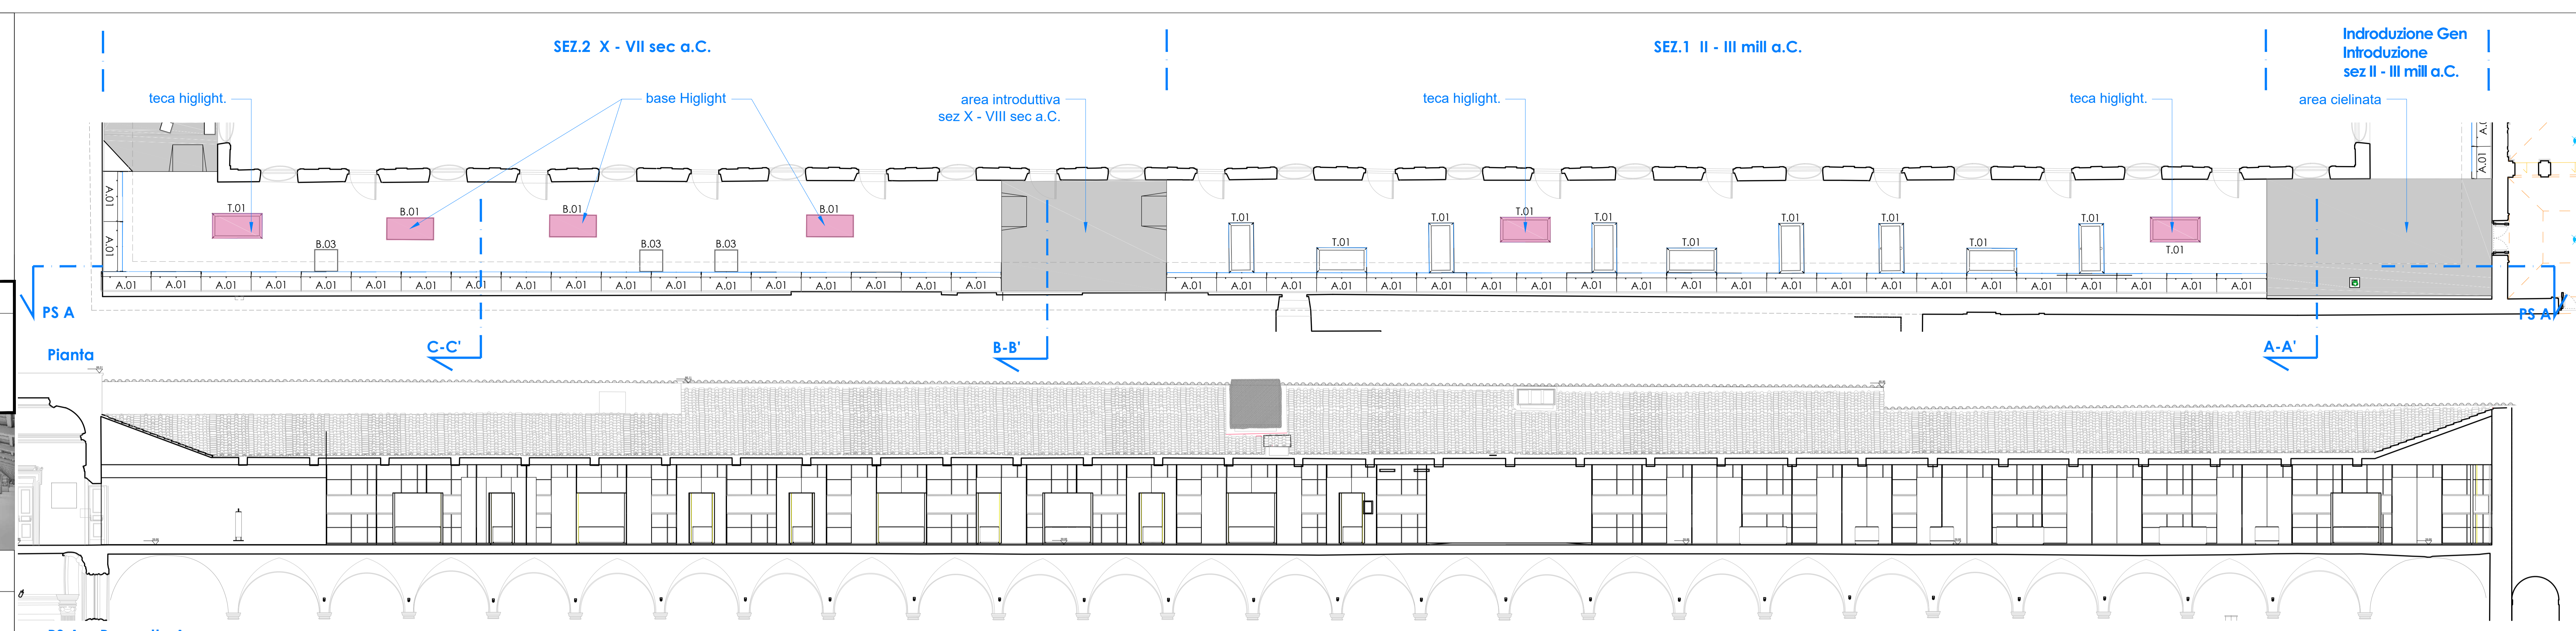 SEZ.2 X - VII sec a.C.
SEZ.1 II - III mill a.C.
Indroduzione Gen
Introduzione
sez II - III mill a.C.
teca higlight.
base Higlight
area introduttiva
sez X - VIII sec a.C.
teca higlight.
teca higlight.
area cielinata
A.01
A.01
A.01
T.01
B.01
B.01
B.01
B.03
B.03
B.03
T.01
T.01
T.01
T.01
T.01
T.01
T.01
T.01
T.01
T.01
T.01
A.01 A.01 A.01 A.01 A.01 A.01 A.01 A.01 A.01 A.01 A.01 A.01 A.01 A.01 A.01 A.01 A.01 A.01
A.01 A.01 A.01 A.01 A.01 A.01 A.01 A.01 A.01 A.01 A.01 A.01 A.01 A.01 A.01 A.01 A.01 A.01 A.01 A.01 A.01 A.01
PS A
PS A'
Pianta
C-C'
B-B'
A-A'